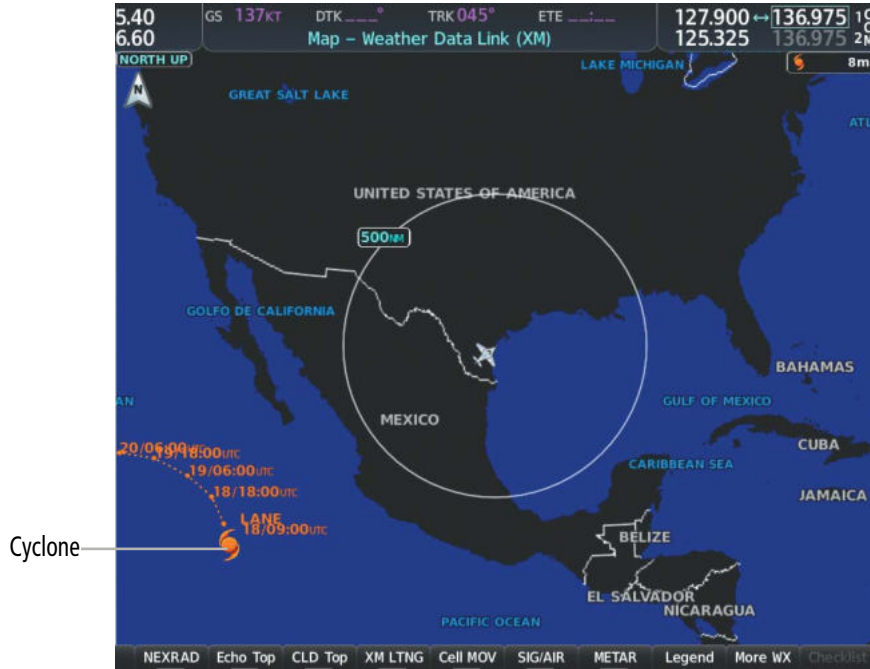 5.40 GS 137KT DTK ___° TRK 045° ETE __:__ 127.900 ↔ 136.975
6.60 Map – Weather Data Link (XM) 125.325 136.975
NORTH UP
LAKE MICHIGAN
8m
N
GREAT SALT LAKE
UNITED STATES OF AMERICA
500NM
GOLFO DE CALIFORNIA
BAHAMAS
GULF OF MEXICO
MEXICO
CUBA
20/06:00UTC
19/18:00UTC
19/06:00UTC
CARIBBEAN SEA
18/18:00UTC
JAMAICA
LANE
18/09:00UTC
BELIZE
Cyclone
EL SALVADOR
NICARAGUA
PACIFIC OCEAN
NEXRAD Echo Top CLD Top XM LTNG Cell MOV SIG/AIR METAR Legend More WX Checklist